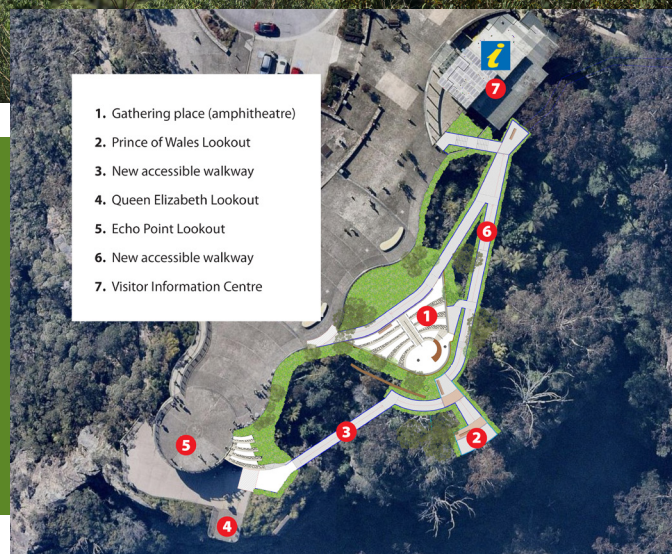 1. Gathering place (amphitheatre)
2. Prince of Wales Lookout
3. New accessible walkway
4. Queen Elizabeth Lookout
5. Echo Point Lookout
6. New accessible walkway
7. Visitor Information Centre
i
7
6
1
3
2
5
4